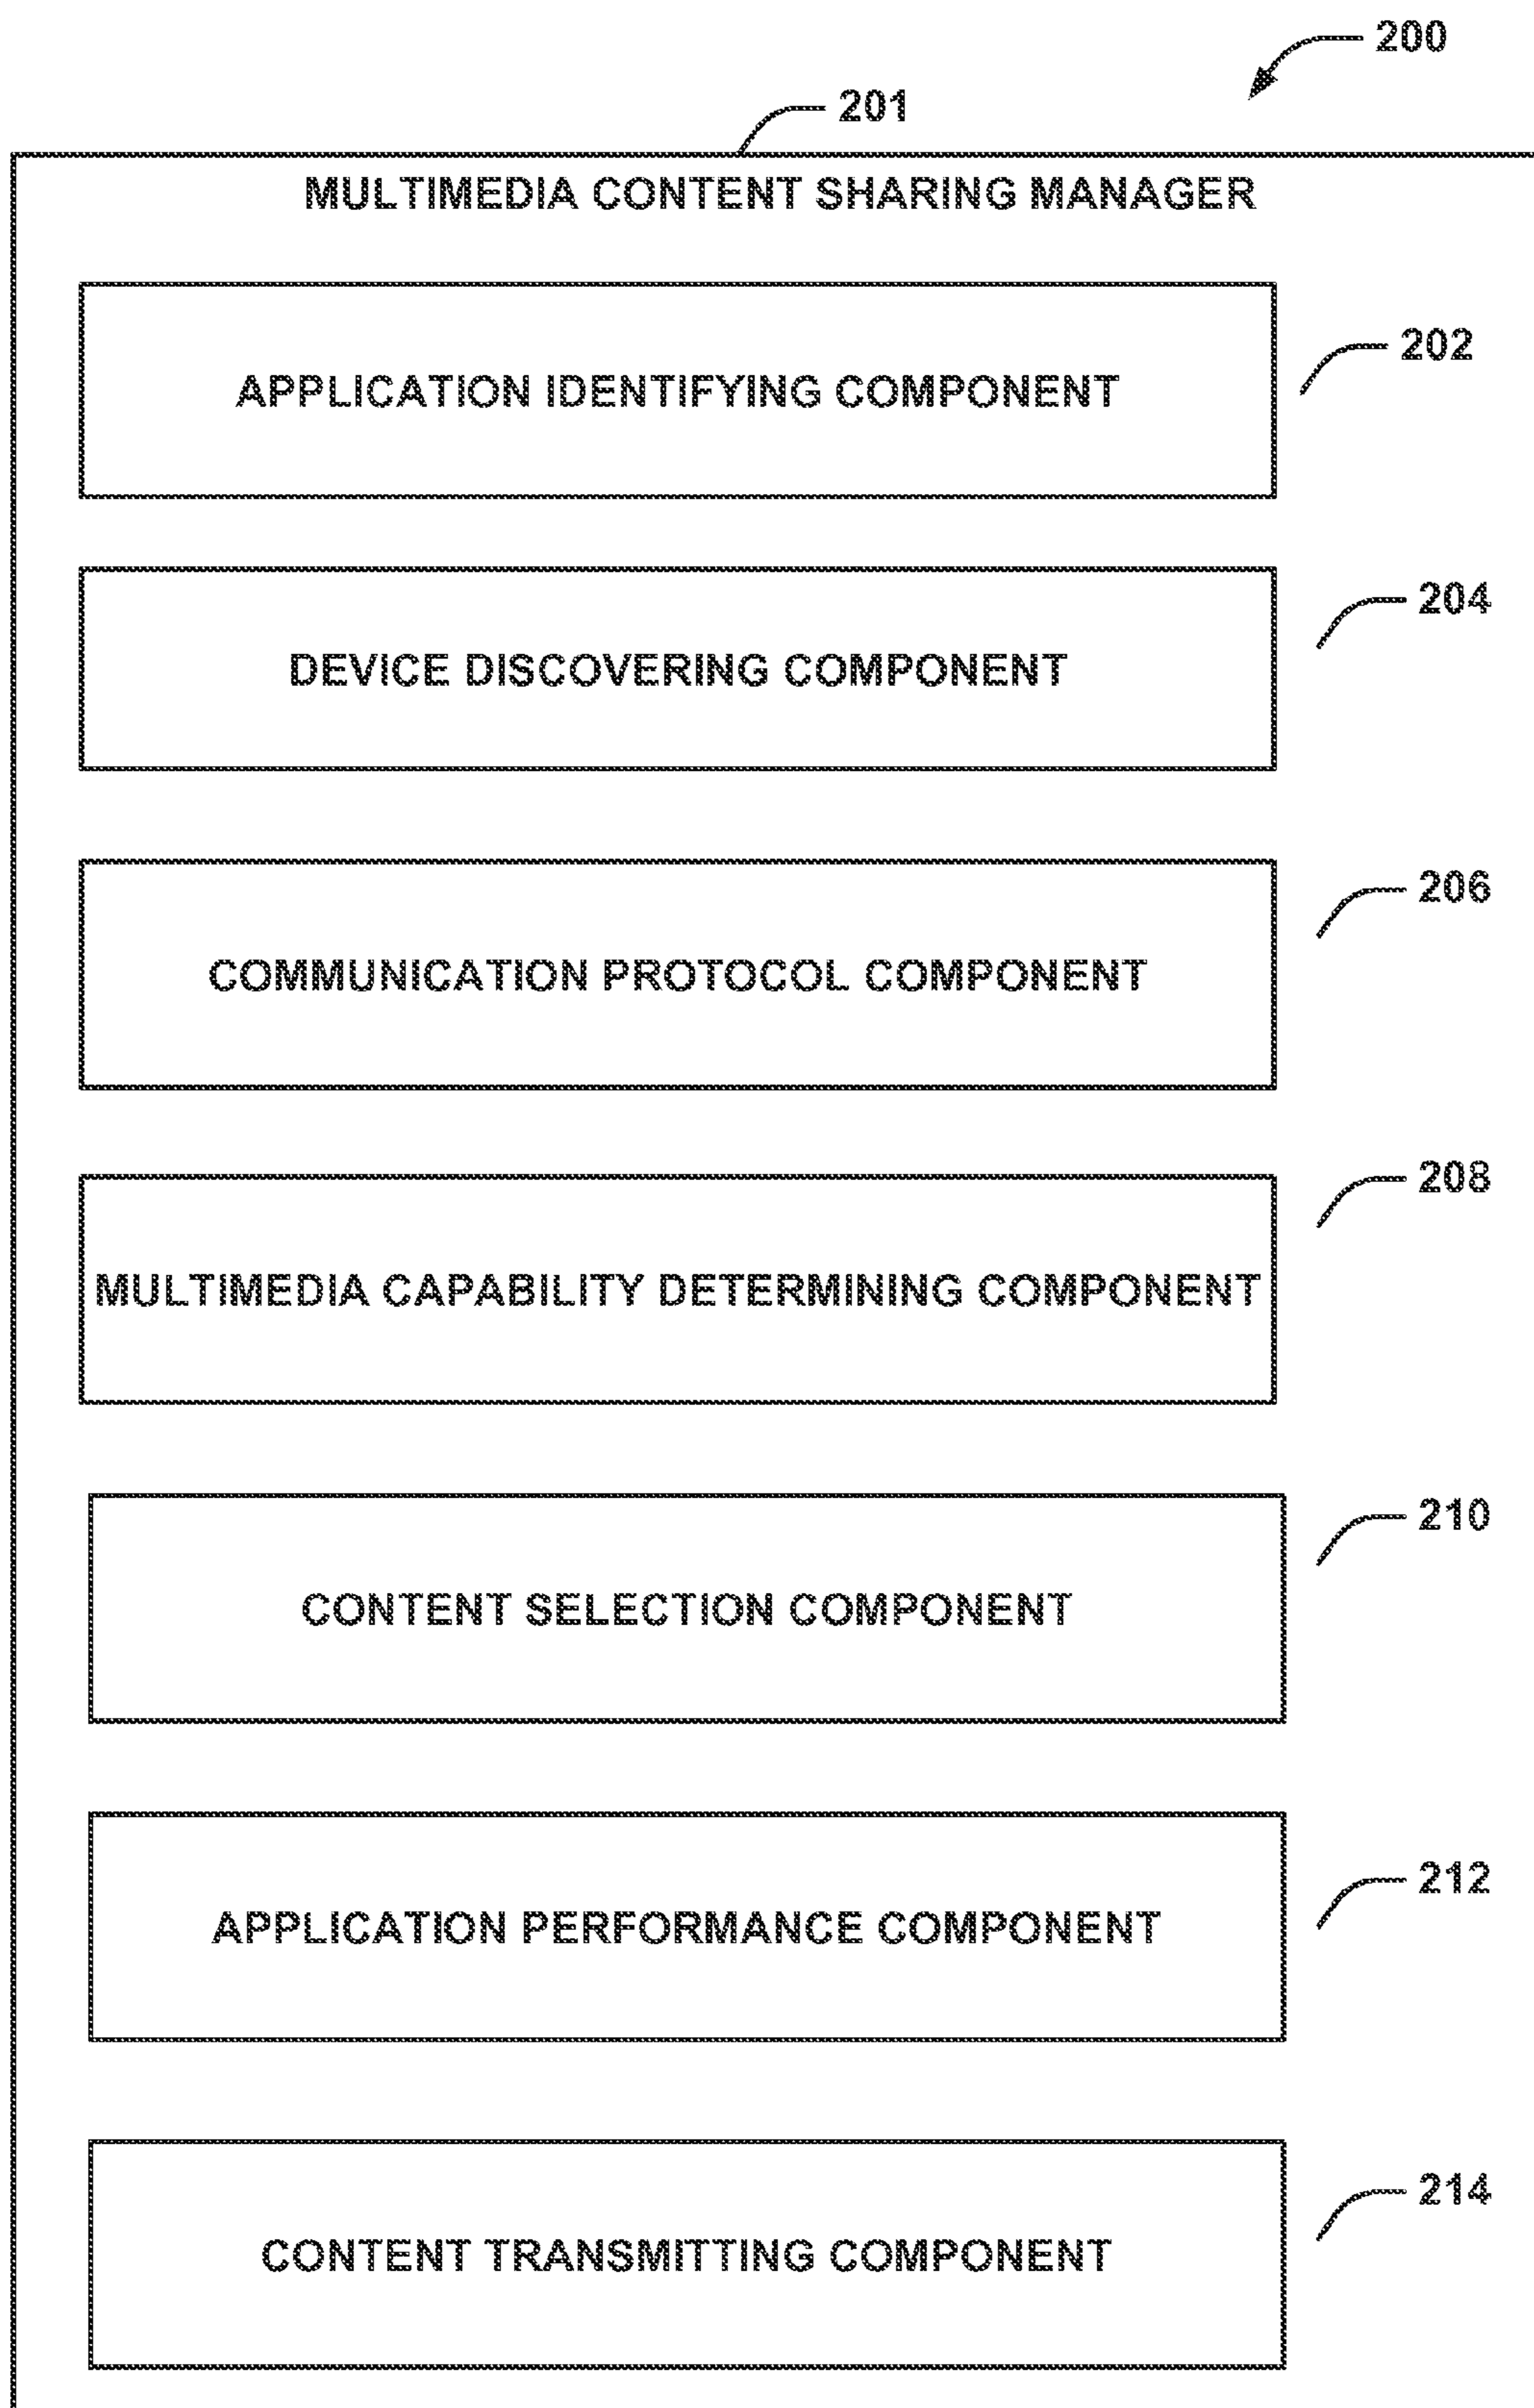 200
201
MULTIMEDIA CONTENT SHARING MANAGER
202
APPLICATION IDENTIFYING COMPONENT
204
DEVICE DISCOVERING COMPONENT
206
COMMUNICATION PROTOCOL COMPONENT
208
MULTIMEDIA CAPABILITY DETERMINING COMPONENT
210
CONTENT SELECTION COMPONENT
212
APPLICATION PERFORMANCE COMPONENT
214
CONTENT TRANSMITTING COMPONENT